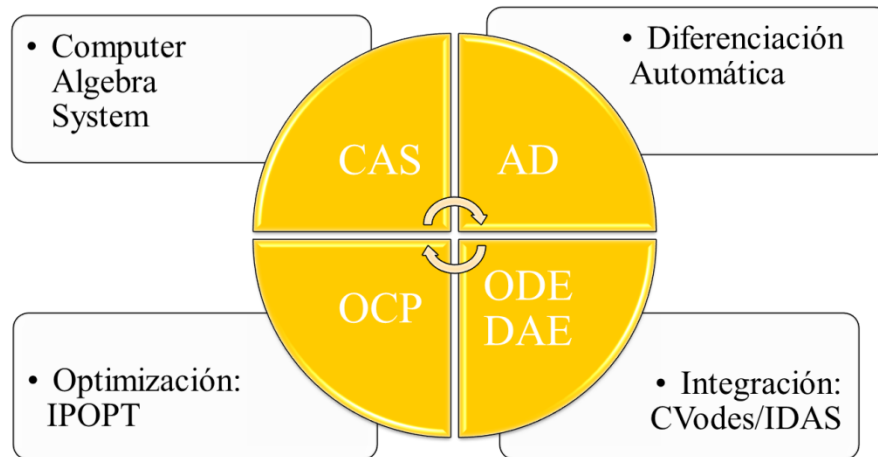 • Computer
Algebra
System
• Diferenciación
Automática
CAS
AD
OCP
ODE
DAE
• Optimización:
IPOPT
• Integración:
CVodes/IDAS